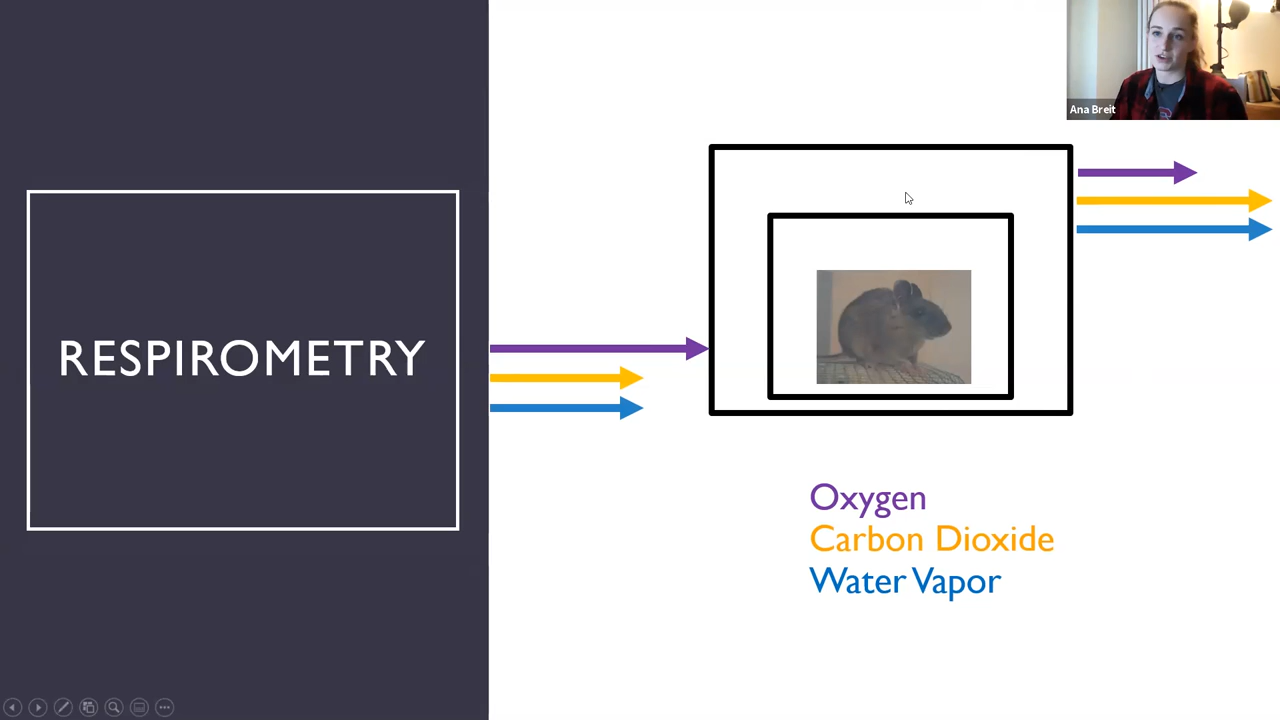 Ana Breit
RESPIROMETRY
Oxygen
Carbon Dioxide
Water Vapor